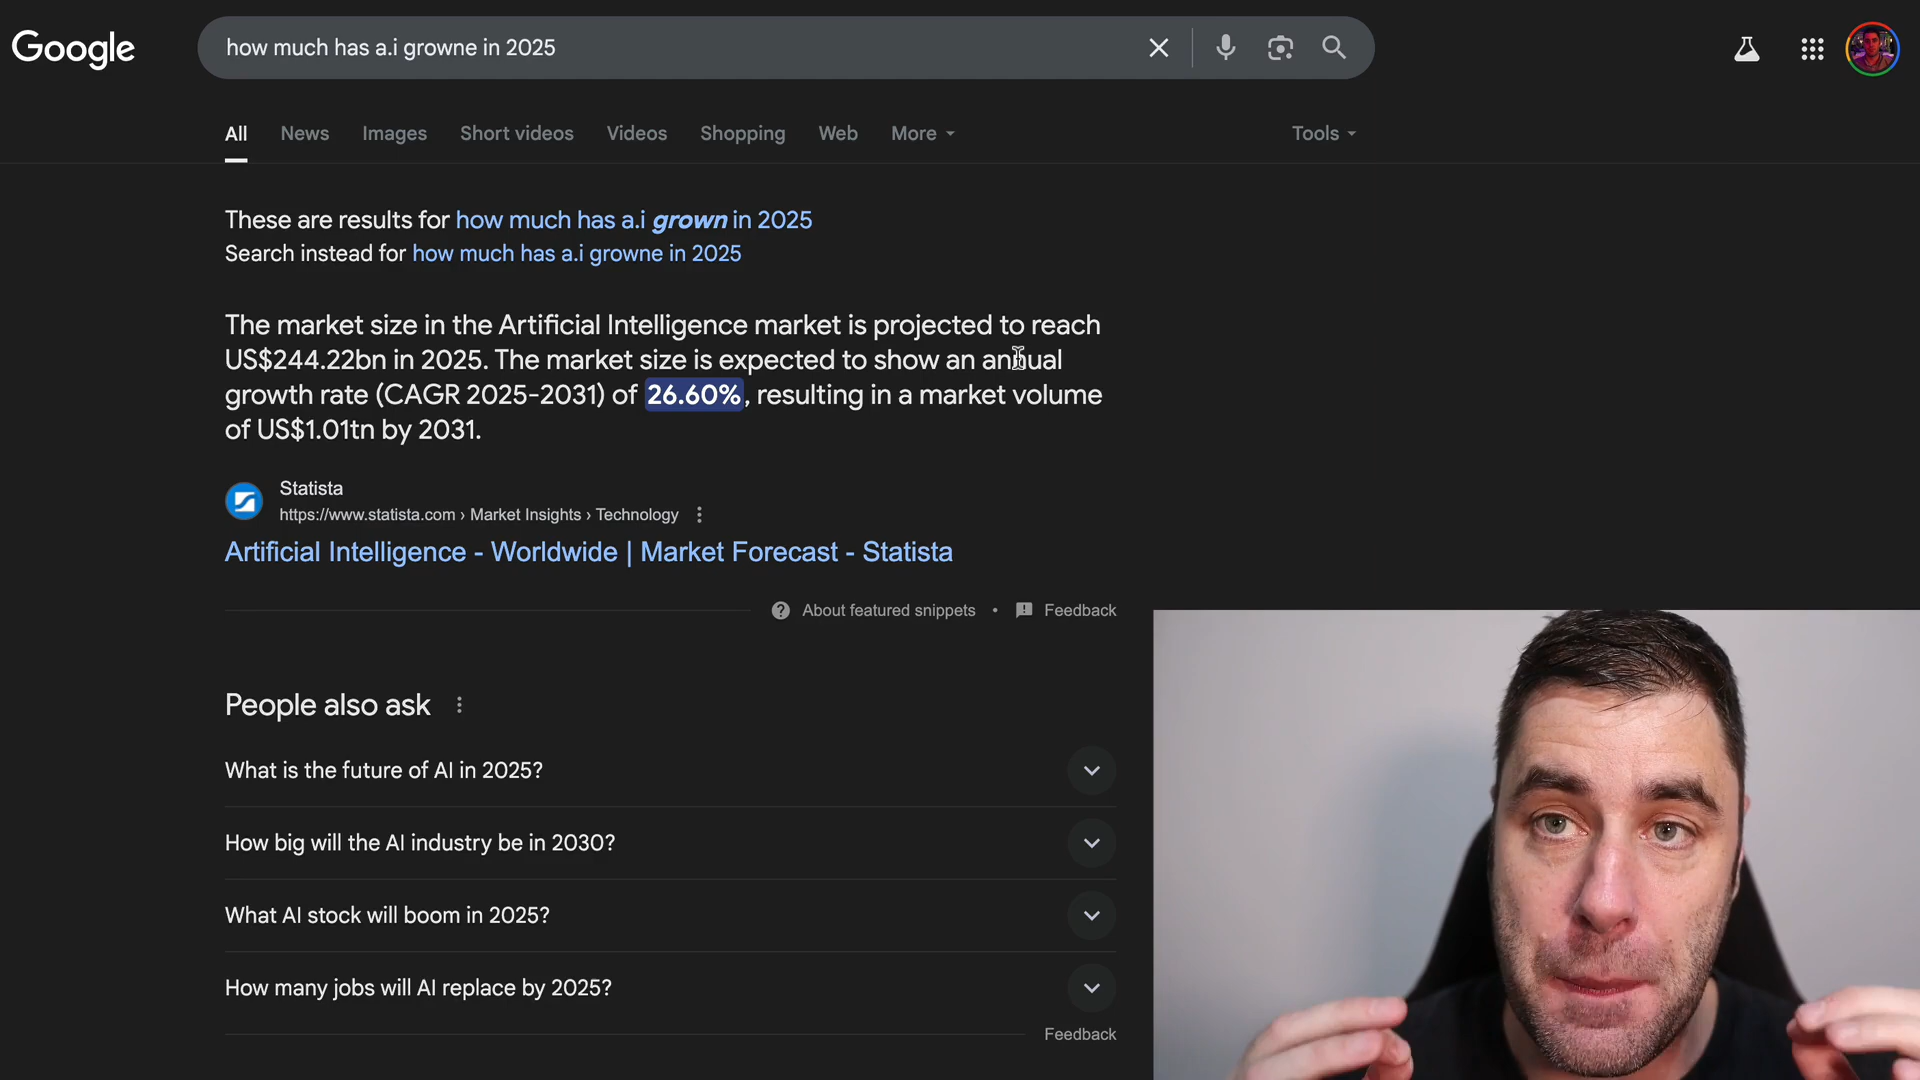 Google
how much has a.i growne in 2025
All News Images Short videos Videos Shopping Web More Tools
These are results for how much has a.i grown in 2025
Search instead for how much has a.i growne in 2025
The market size in the Artificial Intelligence market is projected to reach
US$244.22bn in 2025. The market size is expected to show an annual
growth rate (CAGR 2025-2031) of 26.60%, resulting in a market volume
of US$1.01tn by 2031.
Statista
https://www.statista.com › Market Insights › Technology
Artificial Intelligence - Worldwide | Market Forecast - Statista
About featured snippets • Feedback
People also ask
What is the future of AI in 2025?
How big will the AI industry be in 2030?
What AI stock will boom in 2025?
How many jobs will AI replace by 2025?
Feedback